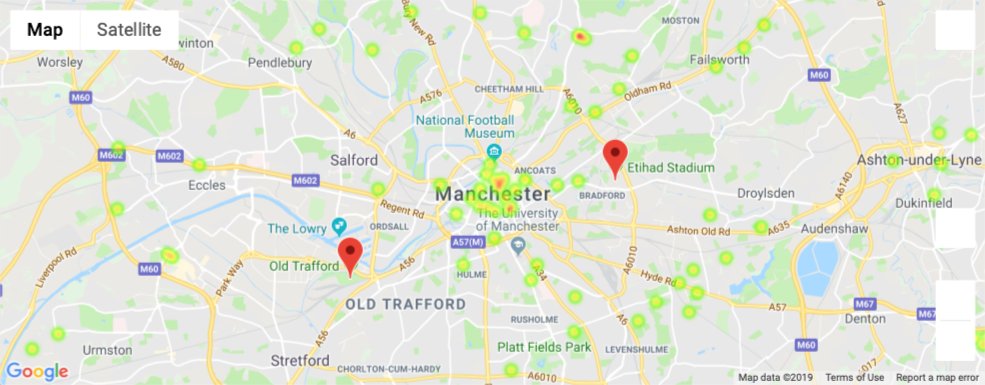 Map
Satellite
Bury New Rd
MOSTON
winton
Worsley
Pendlebury
A580
Failsworth
M60
M60
A576
CHEETHAM HILL
A6010
Oldham Rd
A627
National Football
Museum
A6
M602
M602
Salford
ANCOATS
Etihad Stadium
Ashton-under-Lyne
Eccles
M602
Manchester
BRADFORD
Droylsden
A6140
Dukinfield
Regent Rd
The University
of Manchester
The Lowry
ORDSALL
A57(M)
Ashton Old Rd
A635
Audenshaw
Liverpool Rd
M60
Park Way
Old Trafford
A56
HULME
A34
A6010
Hyde Rd
OLD TRAFFORD
A57
M67
M67
RUSHOLME
A6
Denton
A56
Urmston
Stretford
Platt Fields Park
LEVENSHULME
M60
A017
CHORLTON-CUM-HARDY
A6010
Google
Map data ©2019
Terms of Use
Report a map error